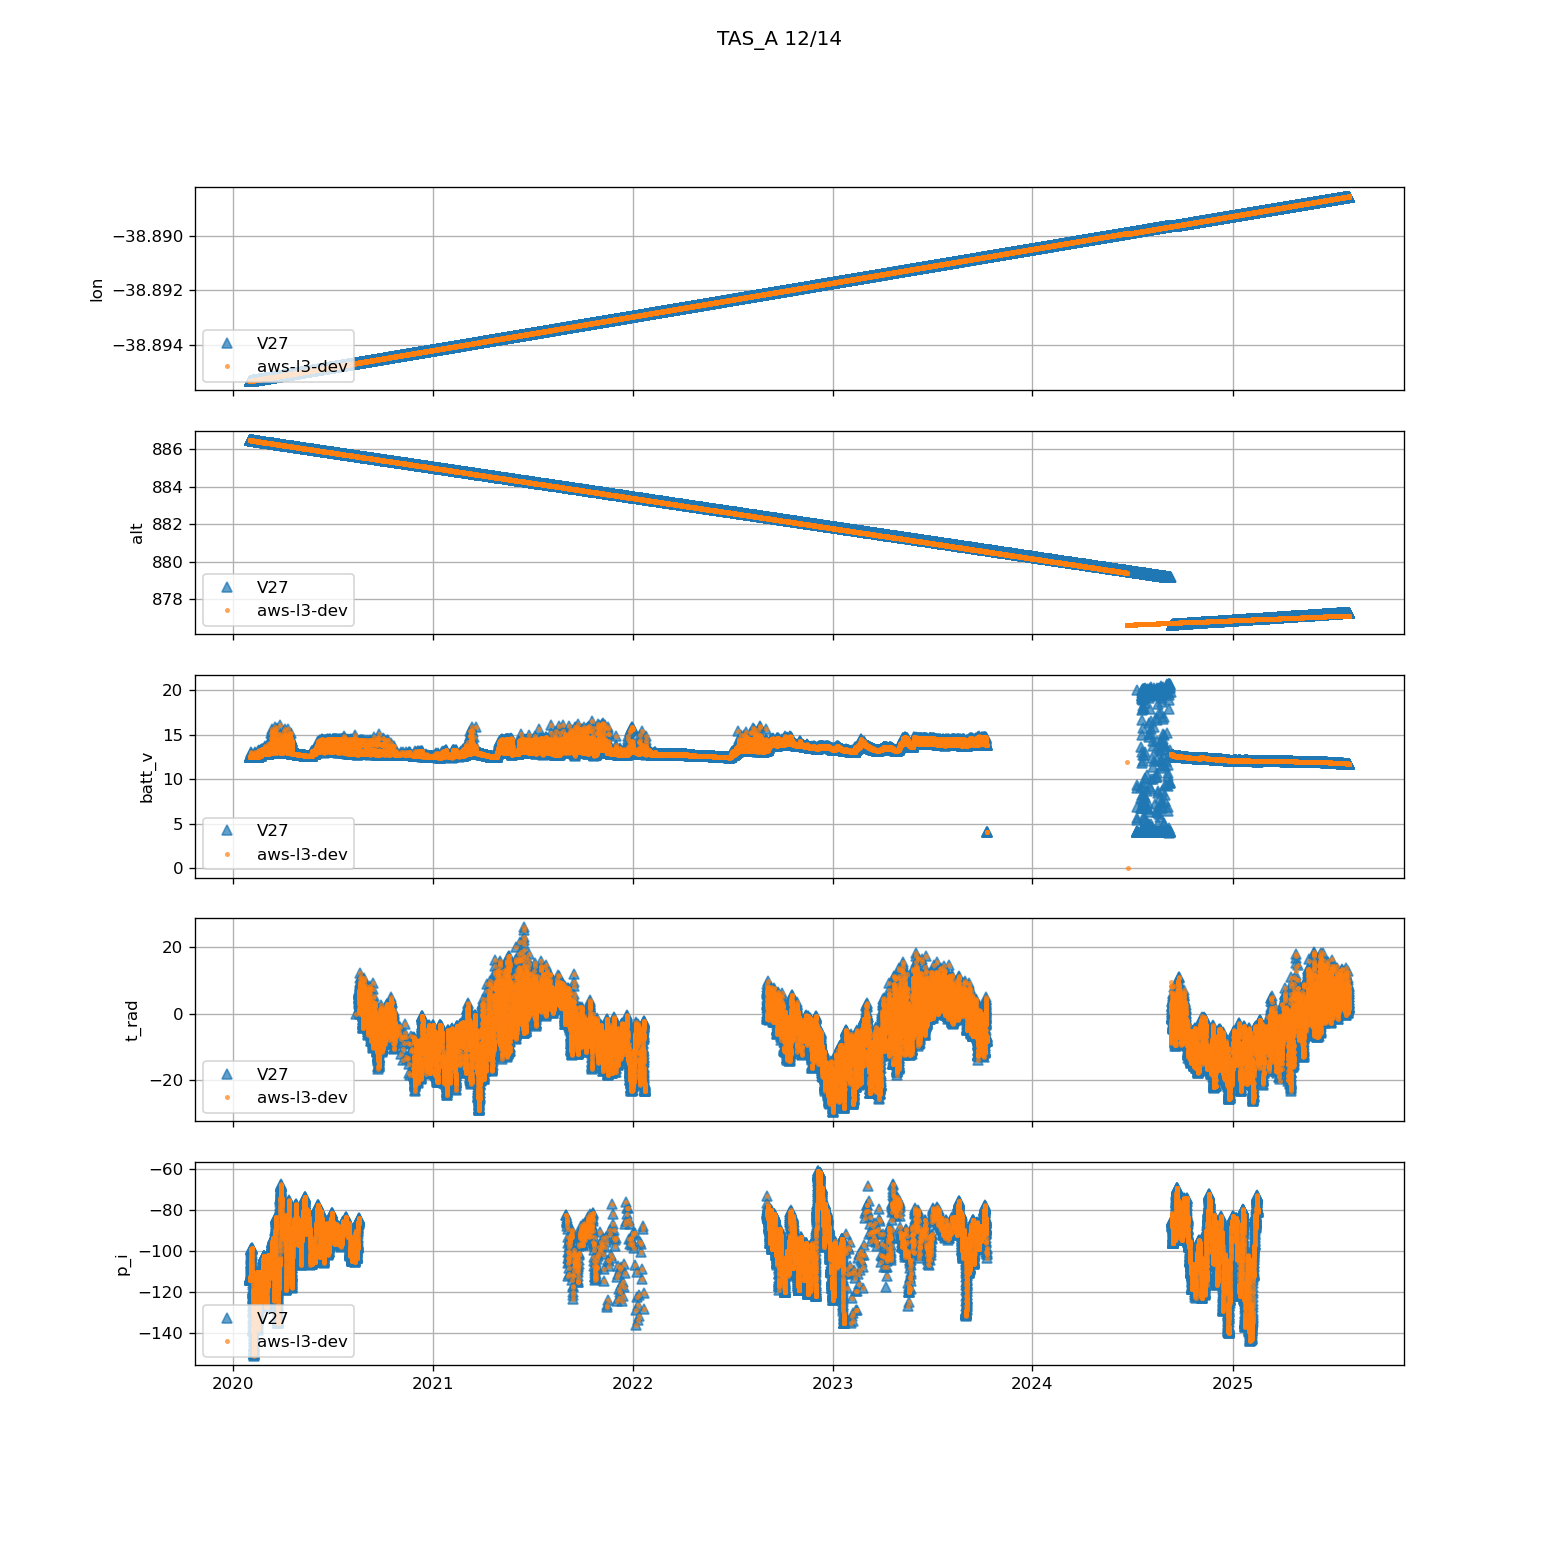 TAS_A 12/14
−38.890
−38.892
−38.894
lon
V27
aws-l3-dev
886
884
882
880
878
alt
V27
aws-l3-dev
20
15
10
5
0
batt_v
V27
aws-l3-dev
20
0
−20
t_rad
V27
aws-l3-dev
−60
−80
−100
−120
−140
p_i
V27
aws-l3-dev
2020 2021 2022 2023 2024 2025